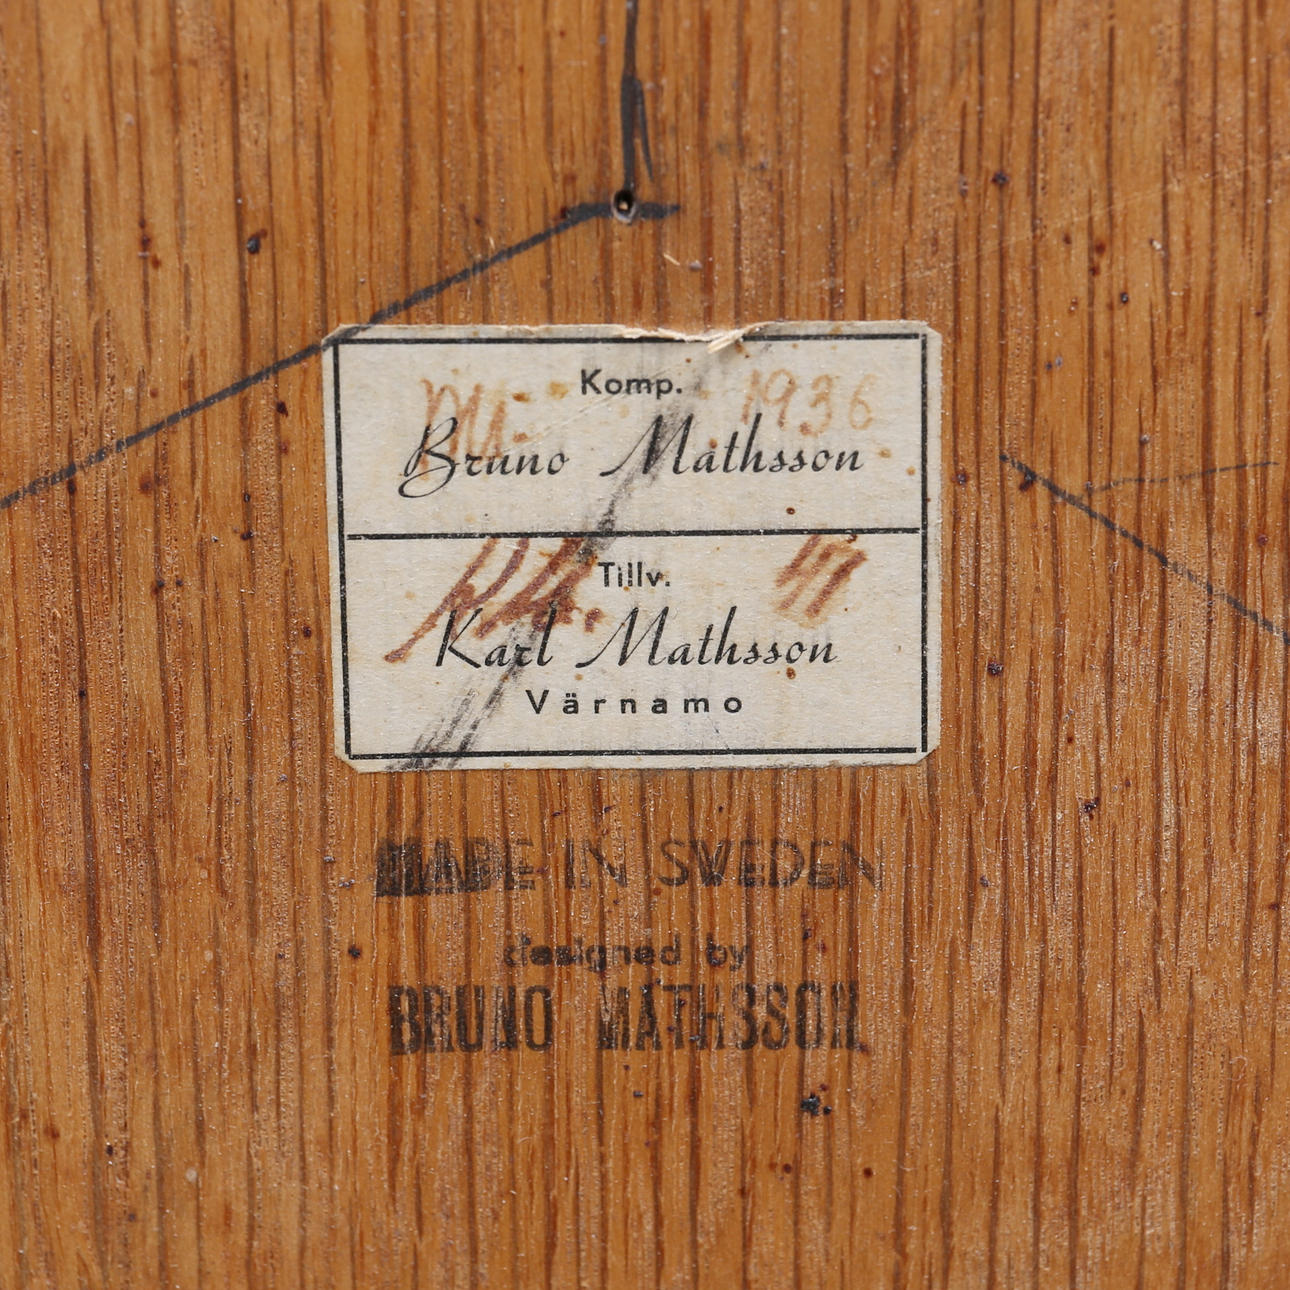 Komp.
1936
Bruno Mathsson
Tillv.
Karl Mathsson
Värnamo
MADE IN SWEDEN
designed by
BRUNO MATHSSON